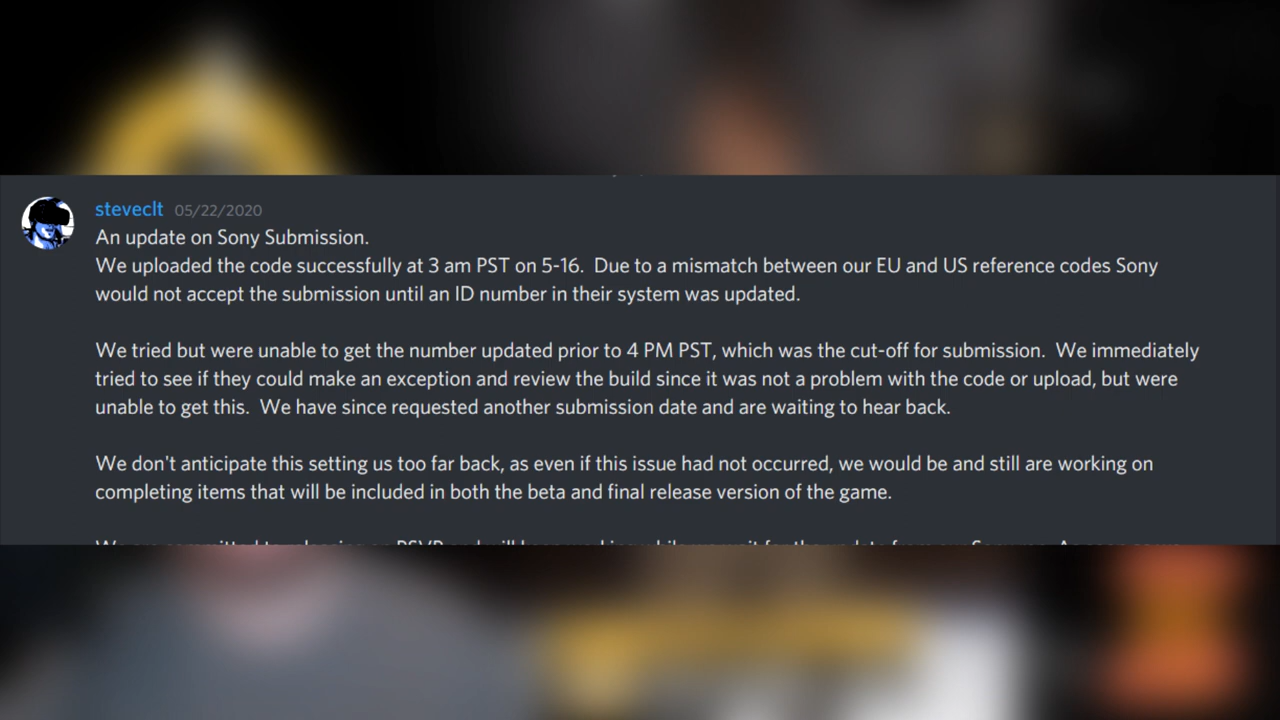 steveclt 05/22/2020
An update on Sony Submission.
We uploaded the code successfully at 3 am PST on 5-16. Due to a mismatch between our EU and US reference codes Sony
would not accept the submission until an ID number in their system was updated.
We tried but were unable to get the number updated prior to 4 PM PST, which was the cut-off for submission. We immediately
tried to see if they could make an exception and review the build since it was not a problem with the code or upload, but were
unable to get this. We have since requested another submission date and are waiting to hear back.
We don't anticipate this setting us too far back, as even if this issue had not occurred, we would be and still are working on
completing items that will be included in both the beta and final release version of the game.